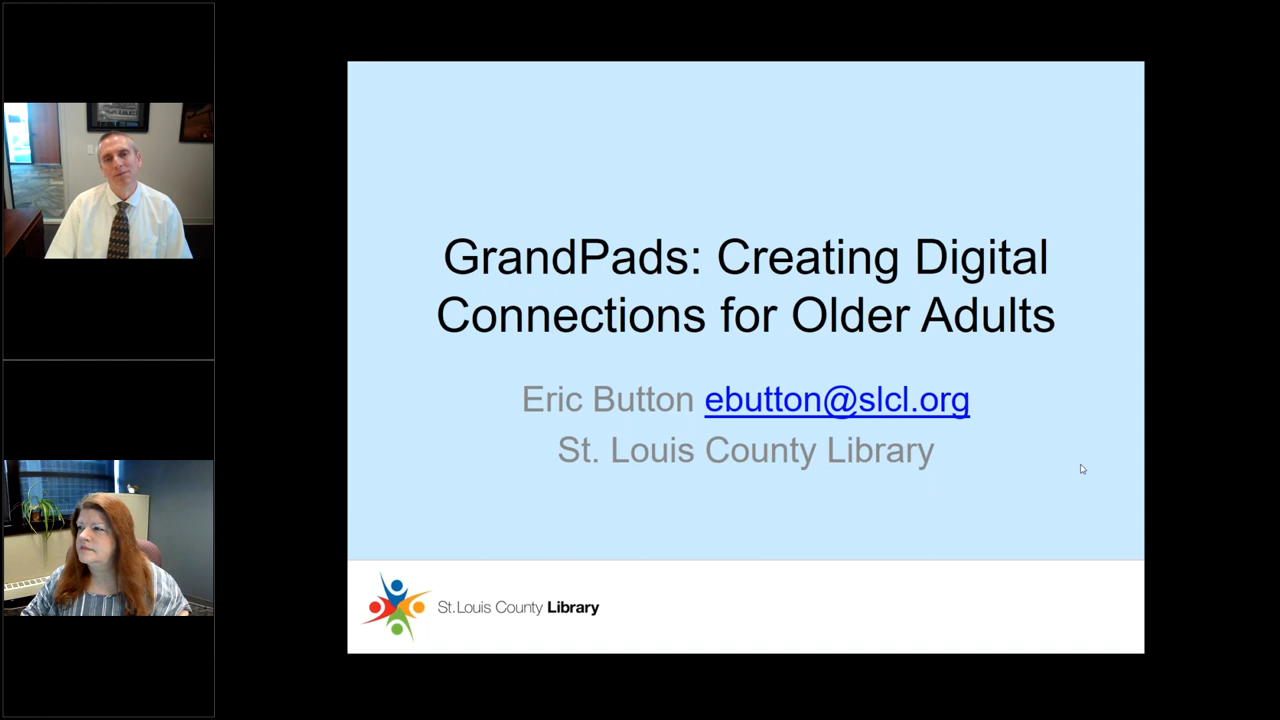 GrandPads: Creating Digital
Connections for Older Adults
Eric Button ebutton@slcl.org
St. Louis County Library
St. Louis County Library